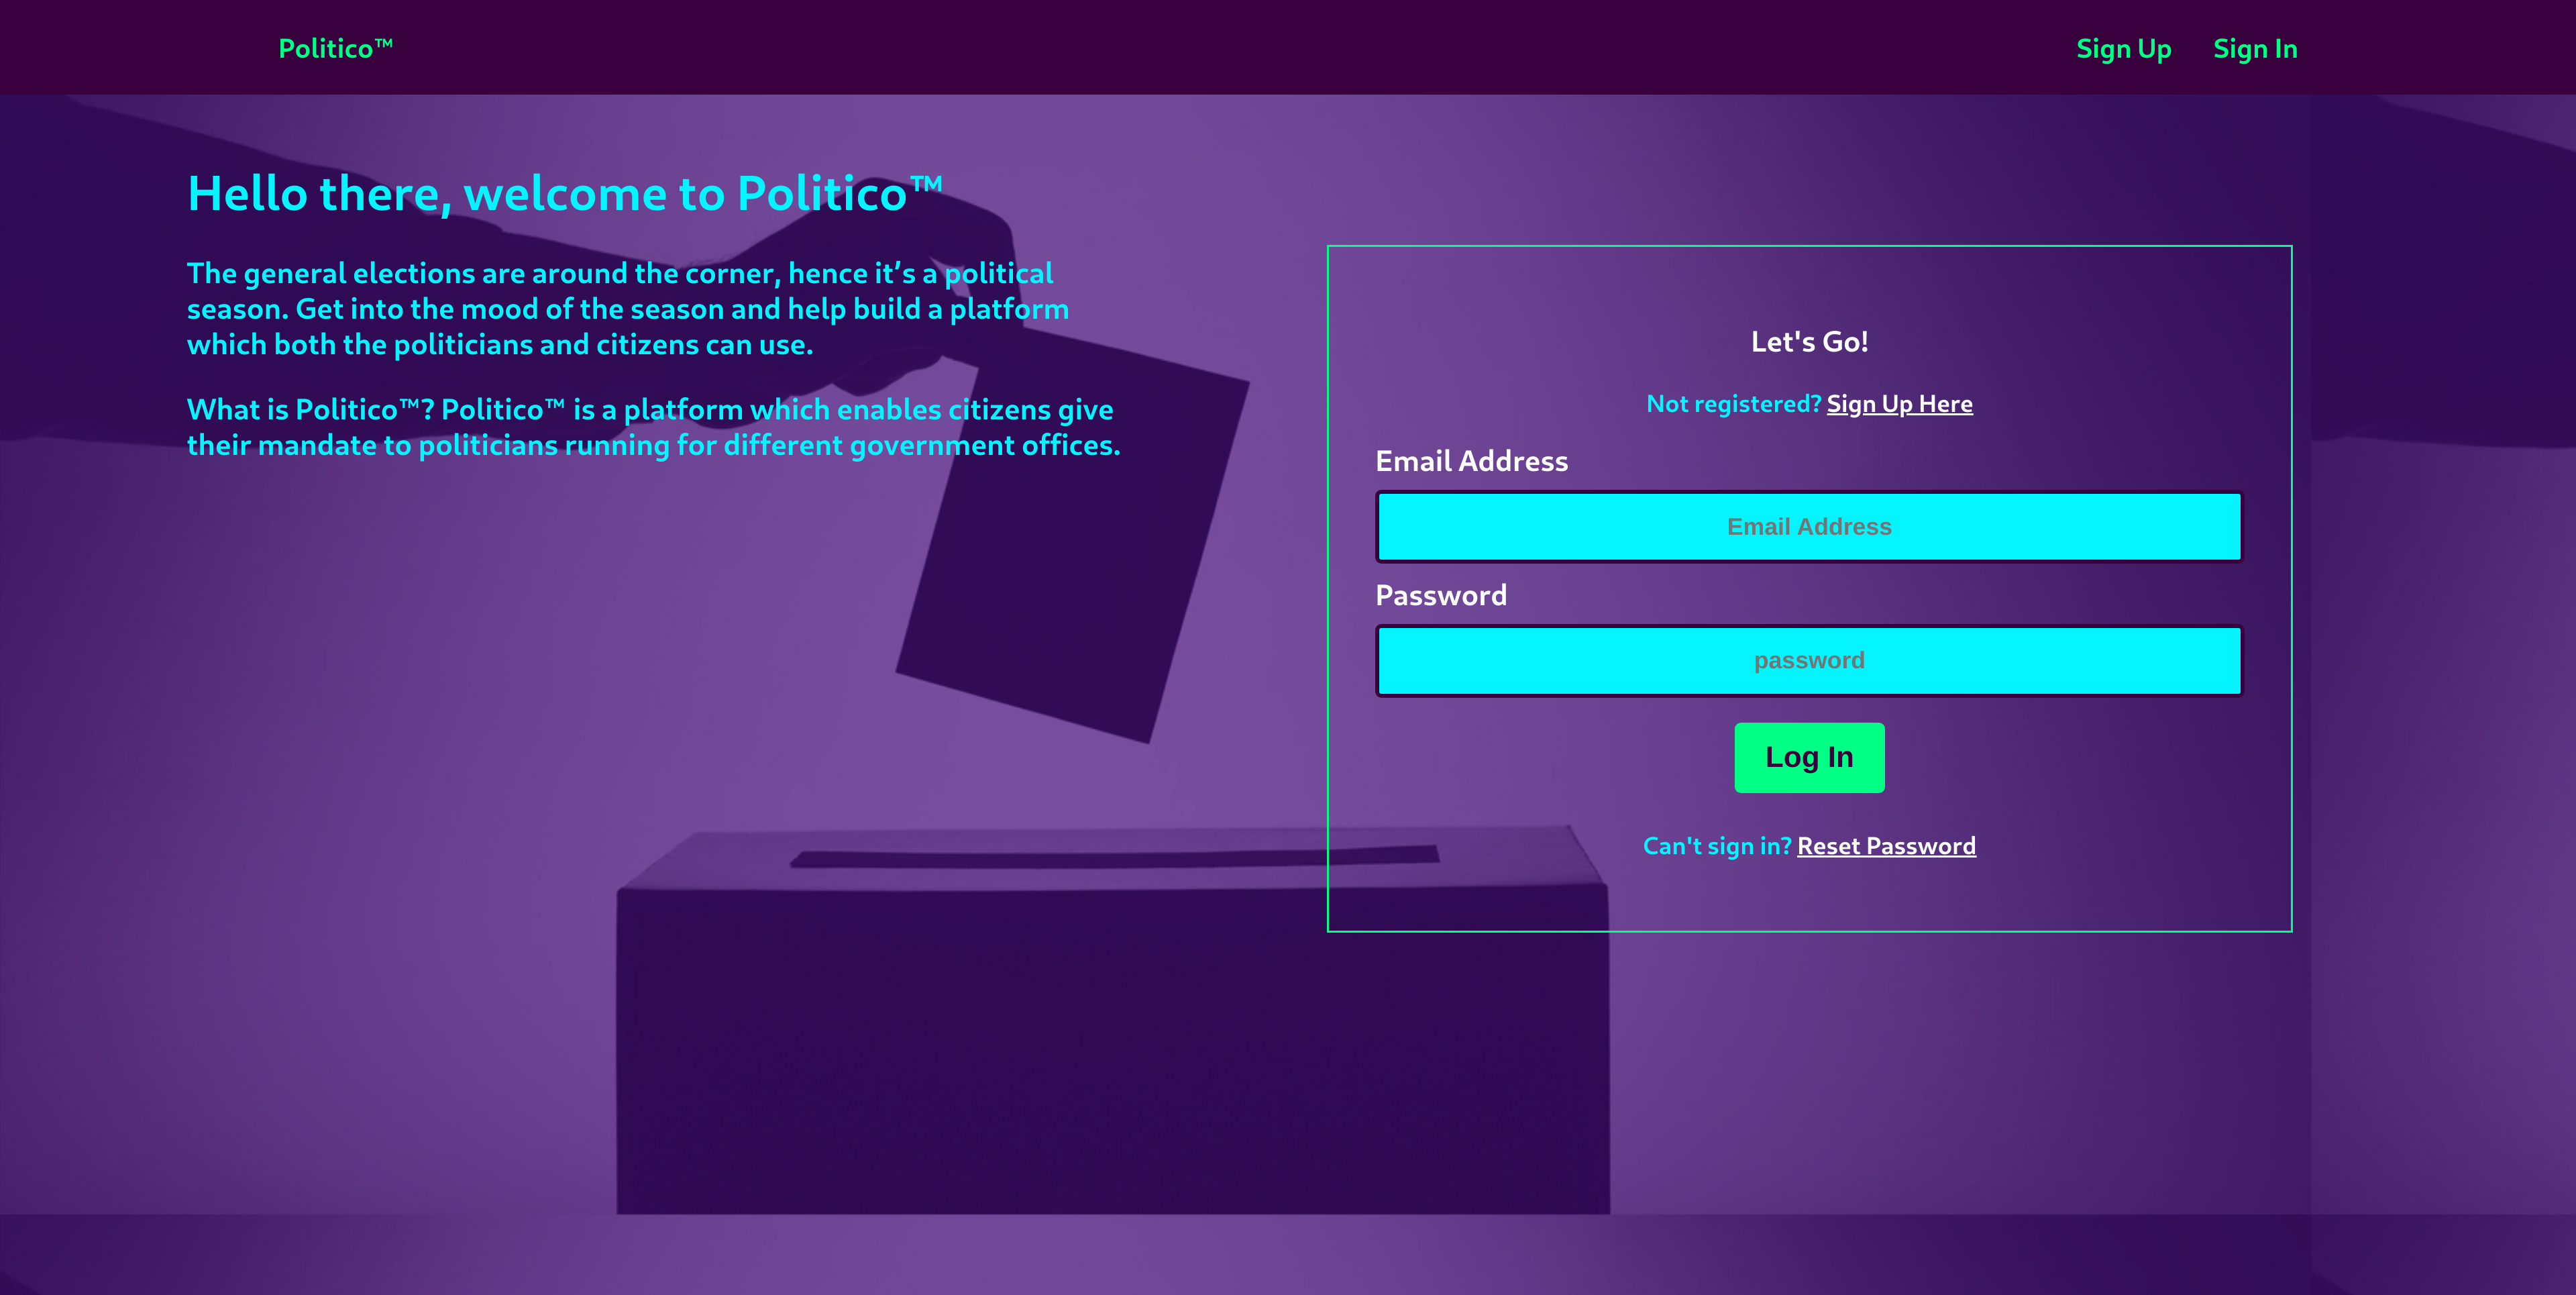 Politico™
Sign Up
Sign In
Hello there, welcome to Politico™
The general elections are around the corner, hence it’s a political
season. Get into the mood of the season and help build a platform
which both the politicians and citizens can use.
What is Politico™? Politico™ is a platform which enables citizens give
their mandate to politicians running for different government offices.
Let's Go!
Not registered? Sign Up Here
Email Address
Email Address
Password
password
Log In
Can't sign in? Reset Password